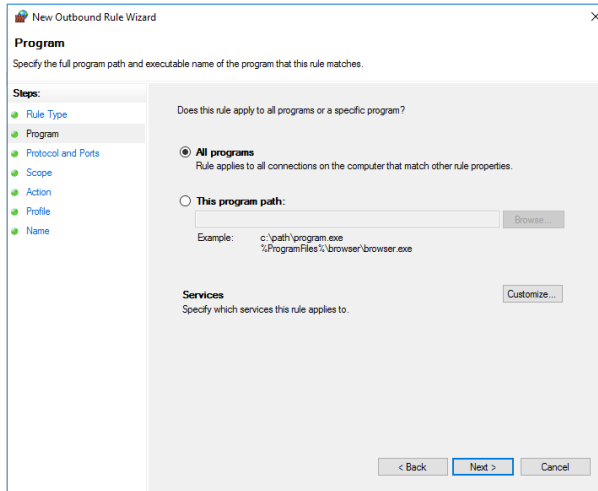 New Outbound Rule Wizard
Program
Specify the full program path and executable name of the program that this rule matches.
Steps:
Rule Type
Program
Protocol and Ports
Scope
Action
Profile
Name
Does this rule apply to all programs or a specific program?
All programs
Rule applies to all connections on the computer that match other rule properties.
This program path:
Browse...
Example: c:\path\program.exe
%ProgramFiles%\browser\browser.exe
Services
Customize...
Specify which services this rule applies to.
< Back Next > Cancel